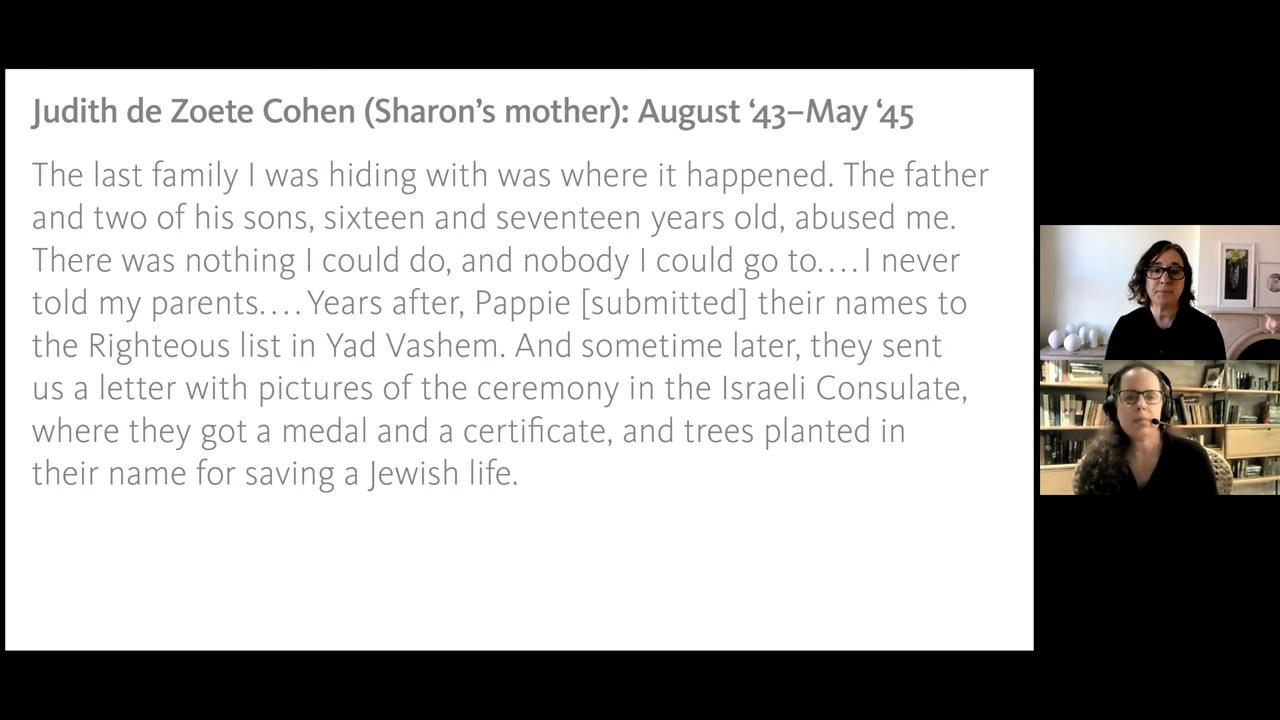 Judith de Zoete Cohen (Sharon’s mother): August ‘43–May ‘45
The last family I was hiding with was where it happened. The father
and two of his sons, sixteen and seventeen years old, abused me.
There was nothing I could do, and nobody I could go to.... I never
told my parents.... Years after, Pappie [submitted] their names to
the Righteous list in Yad Vashem. And sometime later, they sent
us a letter with pictures of the ceremony in the Israeli Consulate,
where they got a medal and a certificate, and trees planted in
their name for saving a Jewish life.